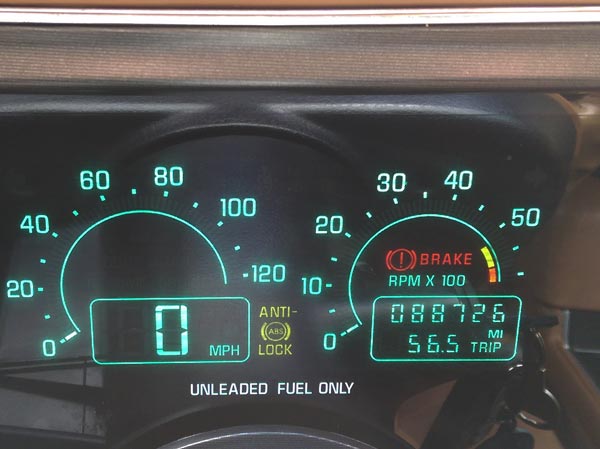 0
20
40
60
80
100
120
0 MPH
ANTI-
(ABS)
LOCK
0
10
20
30
40
50
(!) BRAKE
RPM X 100
088726
MI
56.5 TRIP
UNLEADED FUEL ONLY